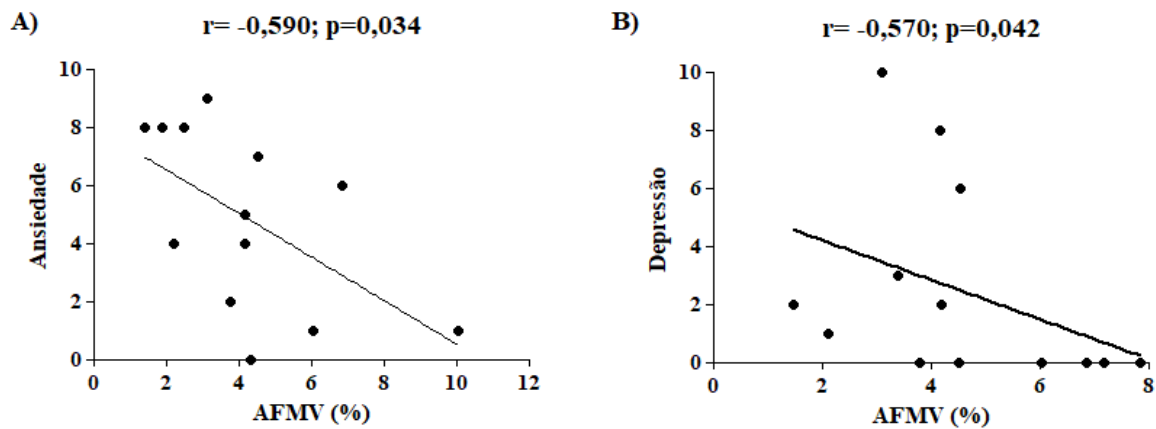 A)
r= -0,590; p=0,034
10
8
6
4
2
0
Ansiedade
0 2 4 6 8 10 12
AFMV (%)
B)
r= -0,570; p=0,042
10
8
6
4
2
0
Depressão
0 2 4 6 8
AFMV (%)